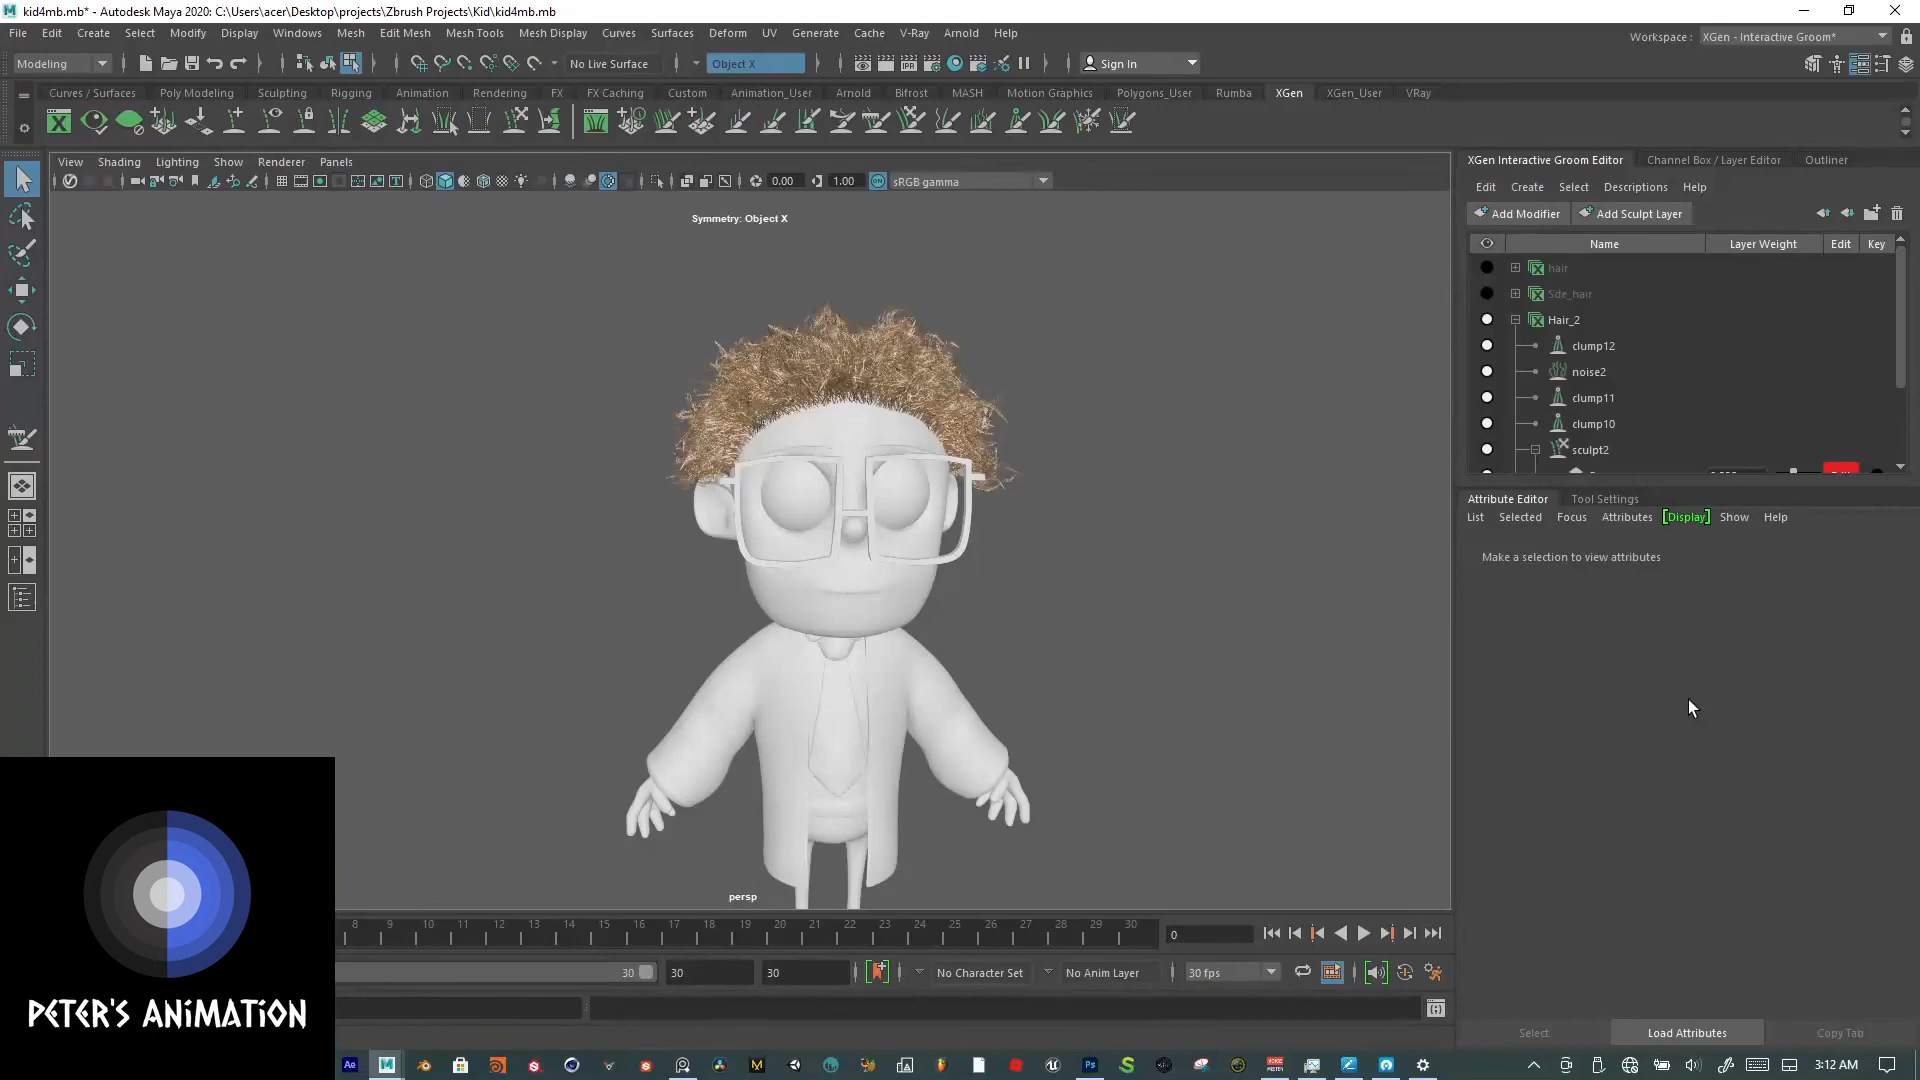 kid4mb.mb* - Autodesk Maya 2020: C:\Users\acer\Desktop\projects\Zbrush Projects\Kid\kid4mb.mb
File Edit Create Select Modify Display Windows Mesh Edit Mesh Mesh Tools Mesh Display Curves Surfaces Deform UV Generate Cache V-Ray Arnold Help
Workspace : XGen - Interactive Groom*
Modeling No Live Surface Object X Sign In
Curves / Surfaces Poly Modeling Sculpting Rigging Animation Rendering FX FX Caching Custom Animation_User Arnold Bifrost MASH Motion Graphics Polygons_User Rumba XGen XGen_User VRay
View Shading Lighting Show Renderer Panels
0.00 1.00 sRGB gamma
Symmetry: Object X
persp
XGen Interactive Groom Editor Channel Box / Layer Editor Outliner
Edit Create Select Descriptions Help
Add Modifier Add Sculpt Layer
Name Layer Weight Edit Key
hair
Sde_hair
Hair_2
clump12
noise2
clump11
clump10
sculpt2
Attribute Editor Tool Settings
List Selected Focus Attributes [Display] Show Help
Make a selection to view attributes
Select Load Attributes Copy Tab
8 9 10 11 12 13 14 15 16 17 18 19 20 21 22 23 24 25 26 27 28 29 30
0
30 30 30 No Character Set No Anim Layer 30 fps
PETER'S ANIMATION
Ae Ps
3:12 AM